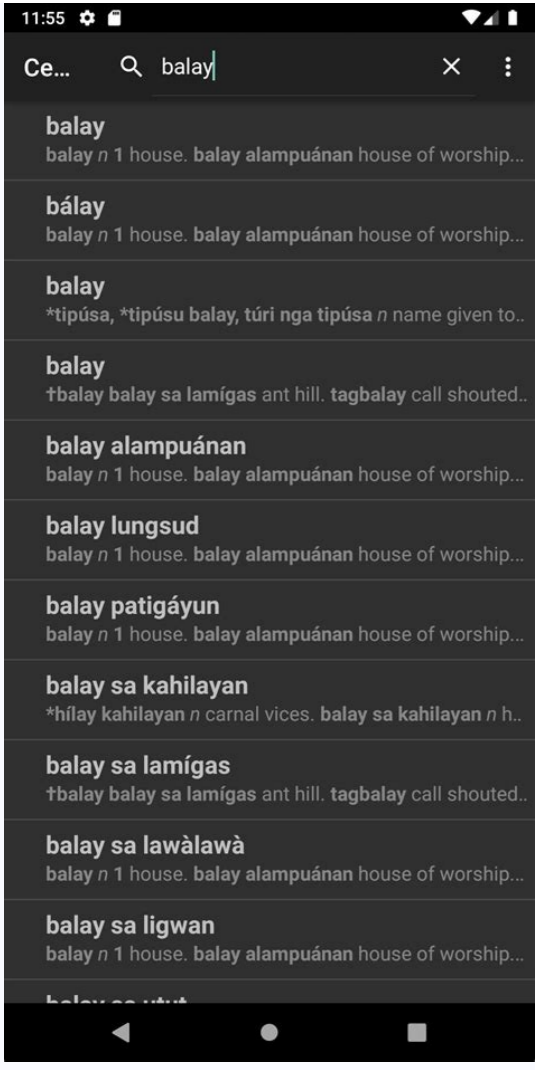 11:55
Ce... balay
balay
balay n 1 house. balay alampuánan house of worship...
bálay
balay n 1 house. balay alampuánan house of worship...
balay
*tipúsa, *tipúsu balay, túri nga tipúsa n name given to..
balay
†balay balay sa lamígas ant hill. tagbalay call shouted..
balay alampuánan
balay n 1 house. balay alampuánan house of worship...
balay lungsud
balay n 1 house. balay alampuánan house of worship...
balay patigáyun
balay n 1 house. balay alampuánan house of worship...
balay sa kahilayan
*hílay kahilayan n carnal vices. balay sa kahilayan n h..
balay sa lamígas
†balay balay sa lamígas ant hill. tagbalay call shouted..
balay sa lawàlawà
balay n 1 house. balay alampuánan house of worship...
balay sa ligwan
balay n 1 house. balay alampuánan house of worship...
balay sa